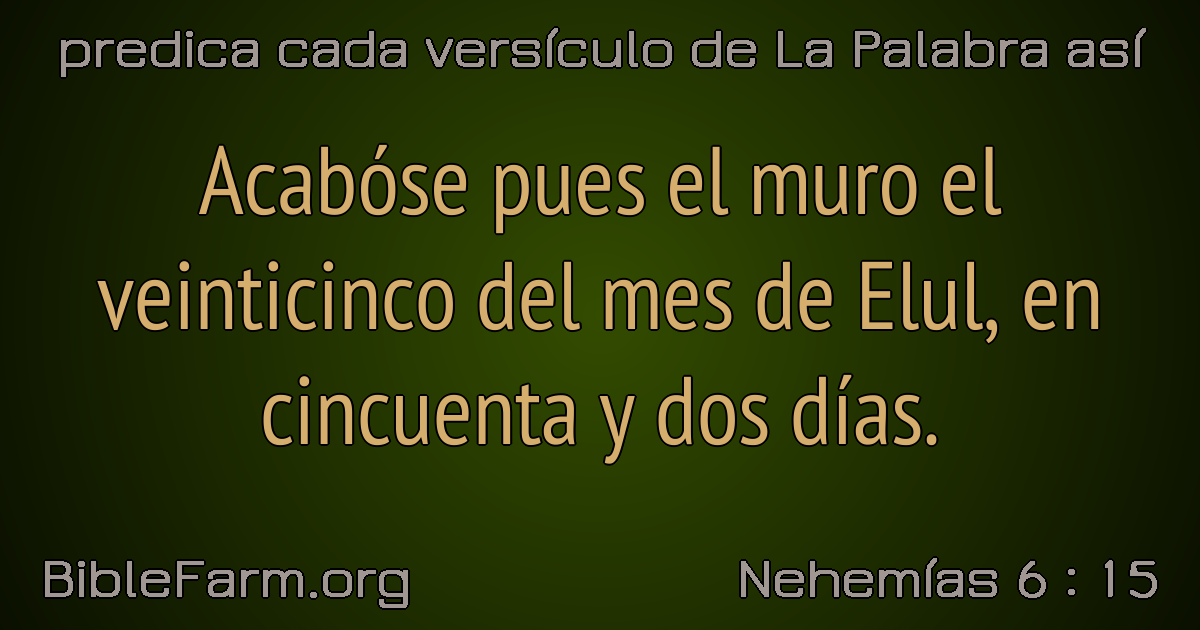 predica cada versículo de La Palabra así
Acabóse pues el muro el
veinticinco del mes de Elul, en
cincuenta y dos días.
BibleFarm.org
Nehemías 6 : 15